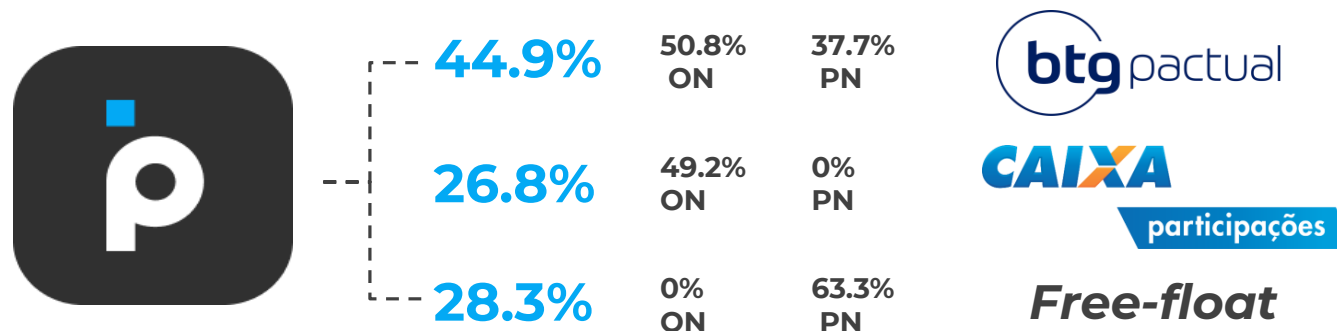 44.9%
50.8%
ON
37.7%
PN
btg pactual
26.8%
49.2%
ON
0%
PN
CAIXA
participações
28.3%
0%
ON
63.3%
PN
Free-float